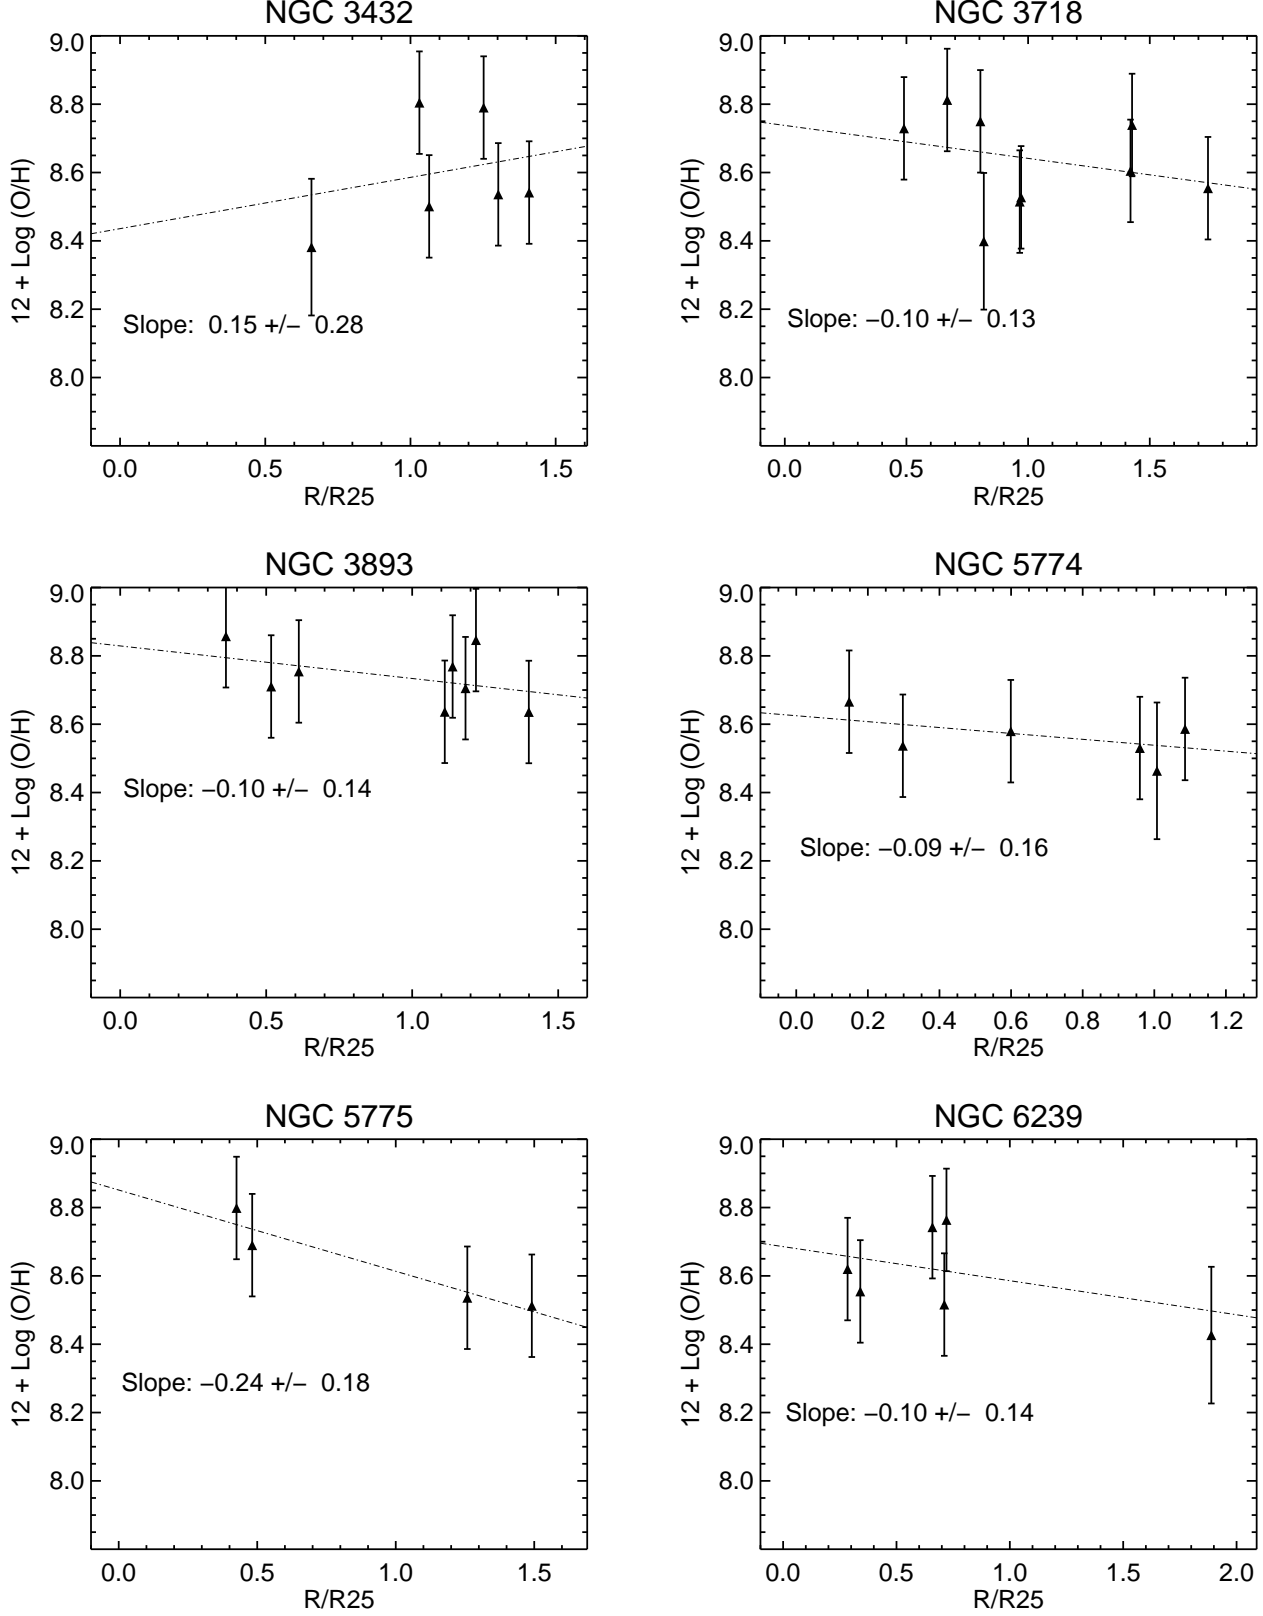 NGC 3432
9.0
8.8
8.6
8.4
8.2
8.0
12 + Log (O/H)
Slope: 0.15 +/− 0.28
0.0 0.5 1.0 1.5
R/R25
NGC 3718
9.0
8.8
8.6
8.4
8.2
8.0
12 + Log (O/H)
Slope: −0.10 +/− 0.13
0.0 0.5 1.0 1.5
R/R25
NGC 3893
9.0
8.8
8.6
8.4
8.2
8.0
12 + Log (O/H)
Slope: −0.10 +/− 0.14
0.0 0.5 1.0 1.5
R/R25
NGC 5774
9.0
8.8
8.6
8.4
8.2
8.0
12 + Log (O/H)
Slope: −0.09 +/− 0.16
0.0 0.2 0.4 0.6 0.8 1.0 1.2
R/R25
NGC 5775
9.0
8.8
8.6
8.4
8.2
8.0
12 + Log (O/H)
Slope: −0.24 +/− 0.18
0.0 0.5 1.0 1.5
R/R25
NGC 6239
9.0
8.8
8.6
8.4
8.2
8.0
12 + Log (O/H)
Slope: −0.10 +/− 0.14
0.0 0.5 1.0 1.5 2.0
R/R25